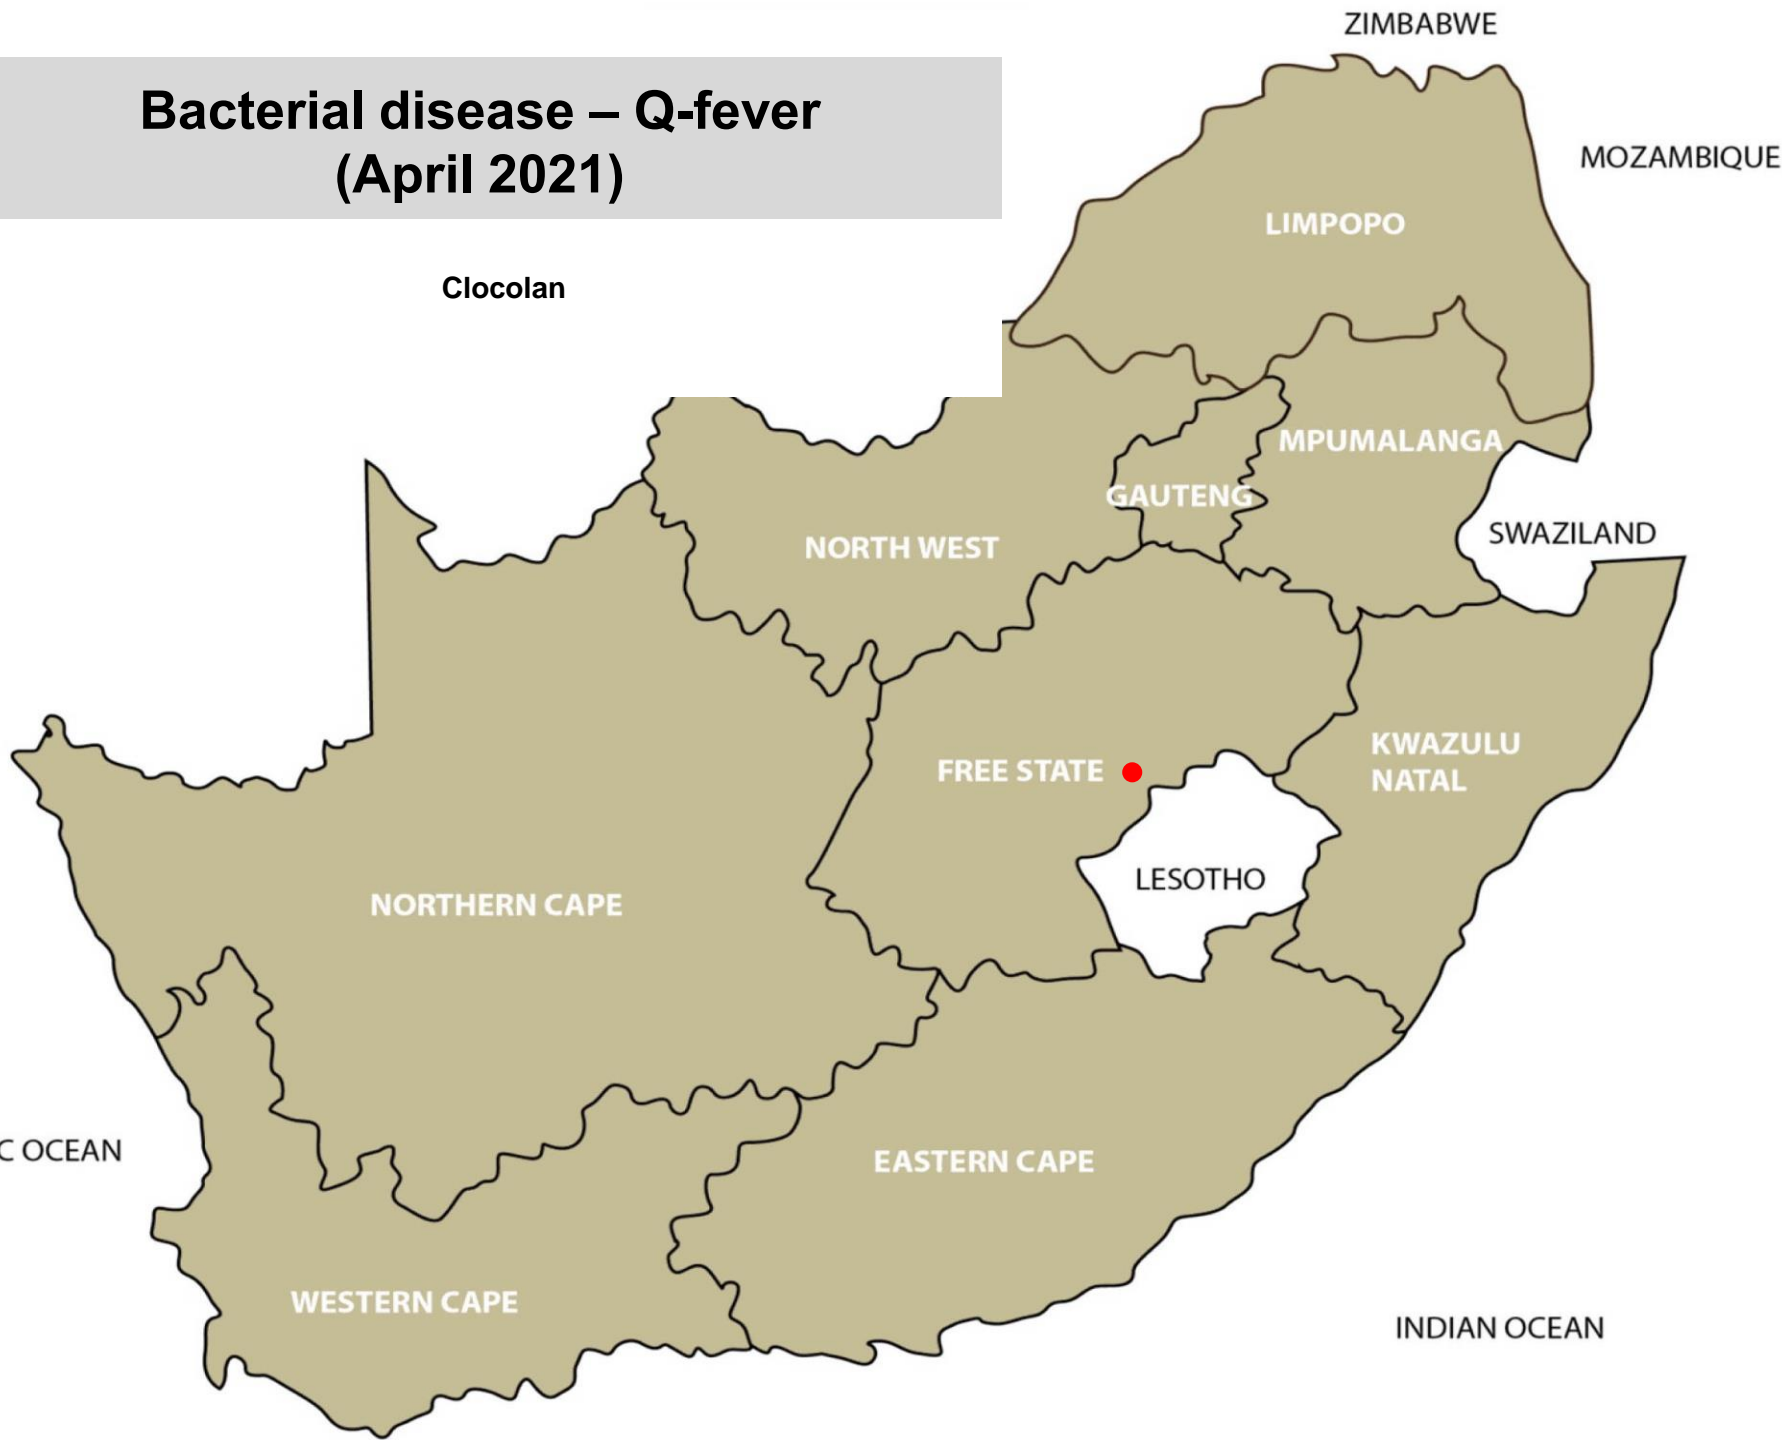 ZIMBABWE
Bacterial disease – Q-fever
(April 2021)
MOZAMBIQUE
LIMPOPO
Clocolan
MPUMALANGA
GAUTENG
SWAZILAND
NORTH WEST
KWAZULU
NATAL
FREE STATE
LESOTHO
NORTHERN CAPE
C OCEAN
EASTERN CAPE
WESTERN CAPE
INDIAN OCEAN